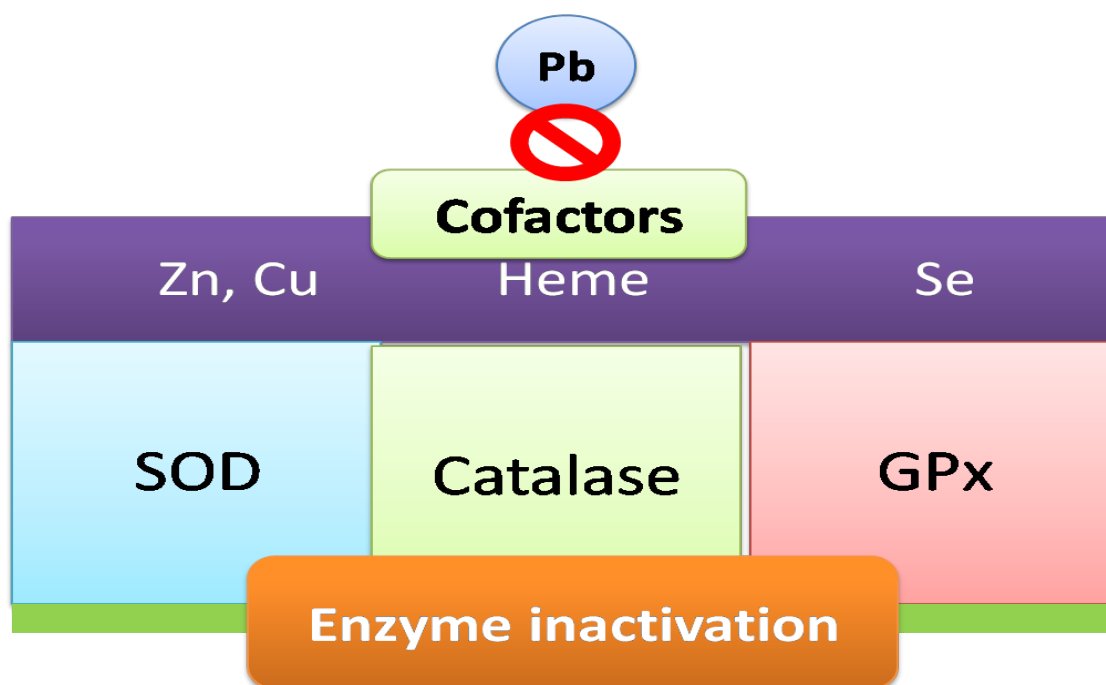 Pb
Cofactors
Zn, Cu
Heme
Se
SOD
Catalase
GPx
Enzyme inactivation